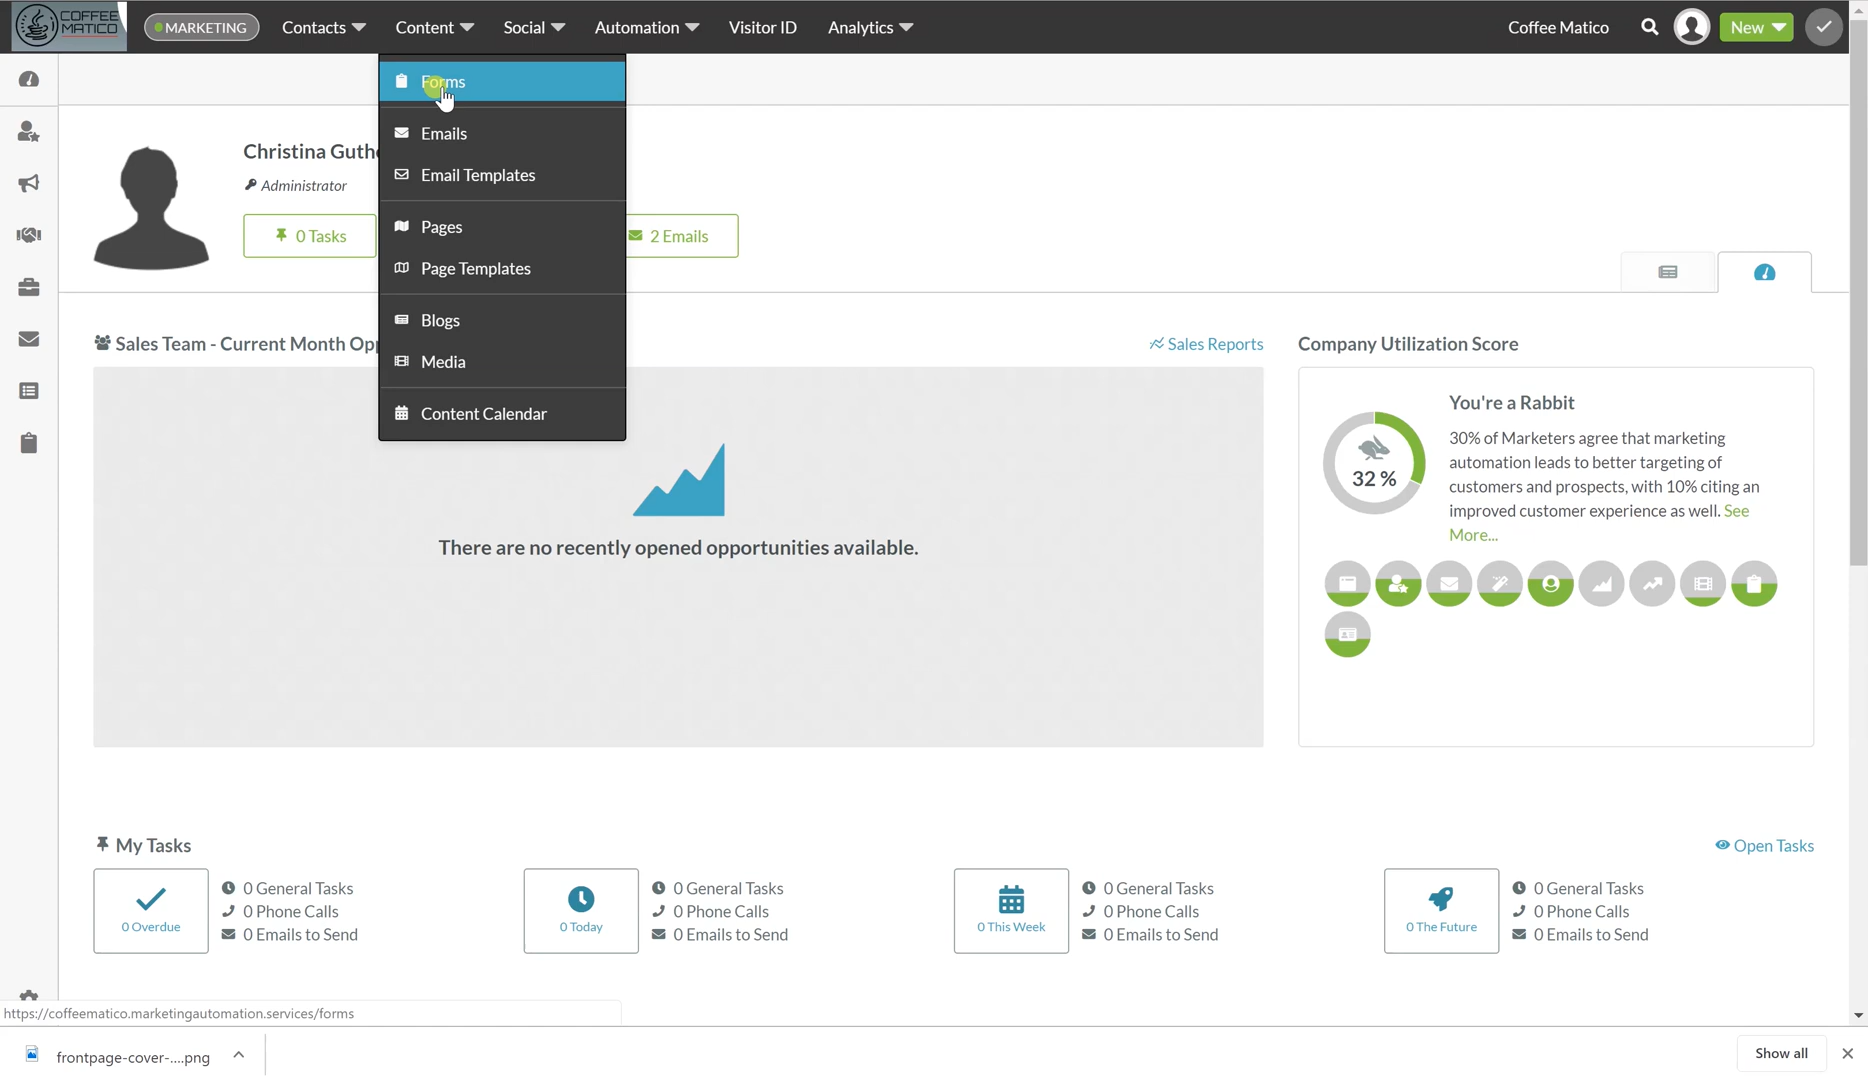 COFFEE
MATICO
MARKETING
Contacts
Content
Social
Automation
Visitor ID
Analytics
Coffee Matico
New
Forms
Emails
Email Templates
Pages
Page Templates
Blogs
Media
Content Calendar
Christina Guth
Administrator
0 Tasks
2 Emails
Sales Team - Current Month Opp
Sales Reports
There are no recently opened opportunities available.
Company Utilization Score
32 %
You're a Rabbit
30% of Marketers agree that marketing
automation leads to better targeting of
customers and prospects, with 10% citing an
improved customer experience as well. See
More...
My Tasks
Open Tasks
0 Overdue
0 General Tasks
0 Phone Calls
0 Emails to Send
0 Today
0 General Tasks
0 Phone Calls
0 Emails to Send
0 This Week
0 General Tasks
0 Phone Calls
0 Emails to Send
0 The Future
0 General Tasks
0 Phone Calls
0 Emails to Send
https://coffeematico.marketingautomation.services/forms
frontpage-cover-....png
Show all